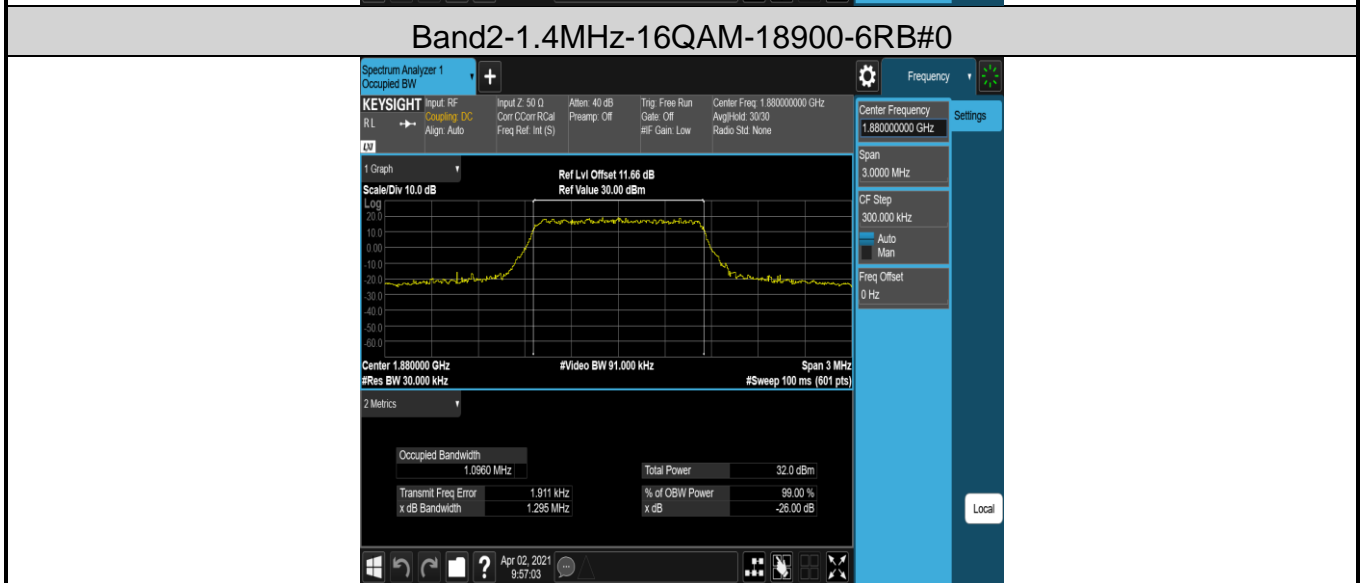 Band2-1.4MHz-16QAM-18900-6RB#0
Spectrum Analyzer 1
Occupied BW
+
Frequency
KEYSIGHT
RL
LXI
Input: RF
Coupling: DC
Align: Auto
Input Z: 50 Ω
Corr CCorr RCal
Freq Ref: Int (S)
Atten: 40 dB
Preamp: Off
Trig: Free Run
Gate: Off
#IF Gain: Low
Center Freq: 1.880000000 GHz
Avg|Hold: 30/30
Radio Std: None
Center Frequency
1.880000000 GHz
Settings
Span
3.0000 MHz
CF Step
300.000 kHz
Auto
Man
Freq Offset
0 Hz
Local
1 Graph
Scale/Div 10.0 dB
Ref Lvl Offset 11.66 dB
Ref Value 30.00 dBm
Log
20.0
10.0
0.00
-10.0
-20.0
-30.0
-40.0
-50.0
-60.0
Center 1.880000 GHz
#Video BW 91.000 kHz
Span 3 MHz
#Res BW 30.000 kHz
#Sweep 100 ms (601 pts)
2 Metrics
Occupied Bandwidth
1.0960 MHz
Total Power 32.0 dBm
Transmit Freq Error 1.911 kHz
% of OBW Power 99.00 %
x dB Bandwidth 1.295 MHz
x dB -26.00 dB
?
Apr 02, 2021
9:57:03